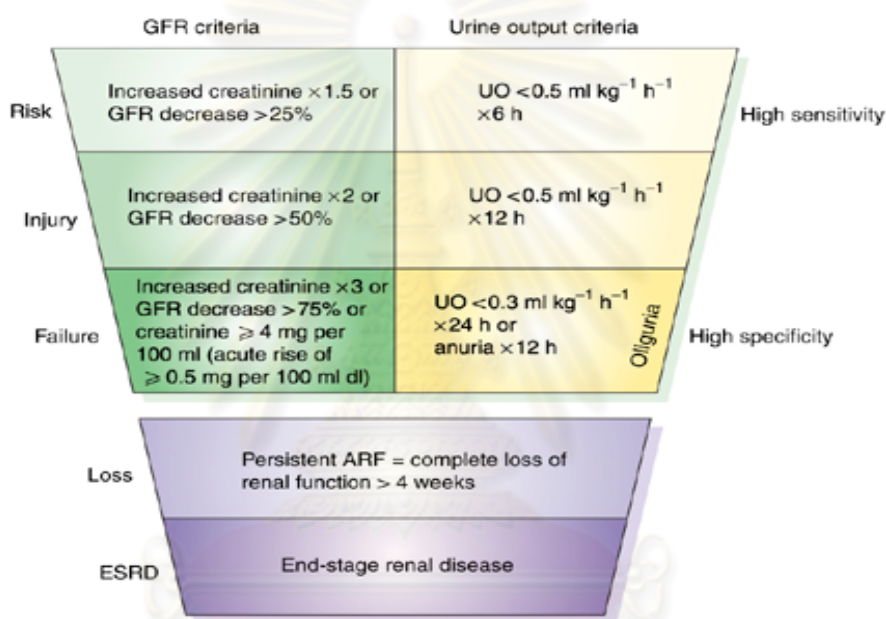 GFR criteria
Urine output criteria
Risk
Increased creatinine ×1.5 or
GFR decrease >25%
UO <0.5 ml kg⁻¹ h⁻¹
×6 h
High sensitivity
Injury
Increased creatinine ×2 or
GFR decrease >50%
UO <0.5 ml kg⁻¹ h⁻¹
×12 h
Failure
Increased creatinine ×3 or
GFR decrease >75% or
creatinine ⩾ 4 mg per
100 ml (acute rise of
⩾ 0.5 mg per 100 ml dl)
UO <0.3 ml kg⁻¹ h⁻¹
×24 h or
anuria ×12 h
Oliguria
High specificity
Loss
Persistent ARF = complete loss of
renal function > 4 weeks
ESRD
End-stage renal disease